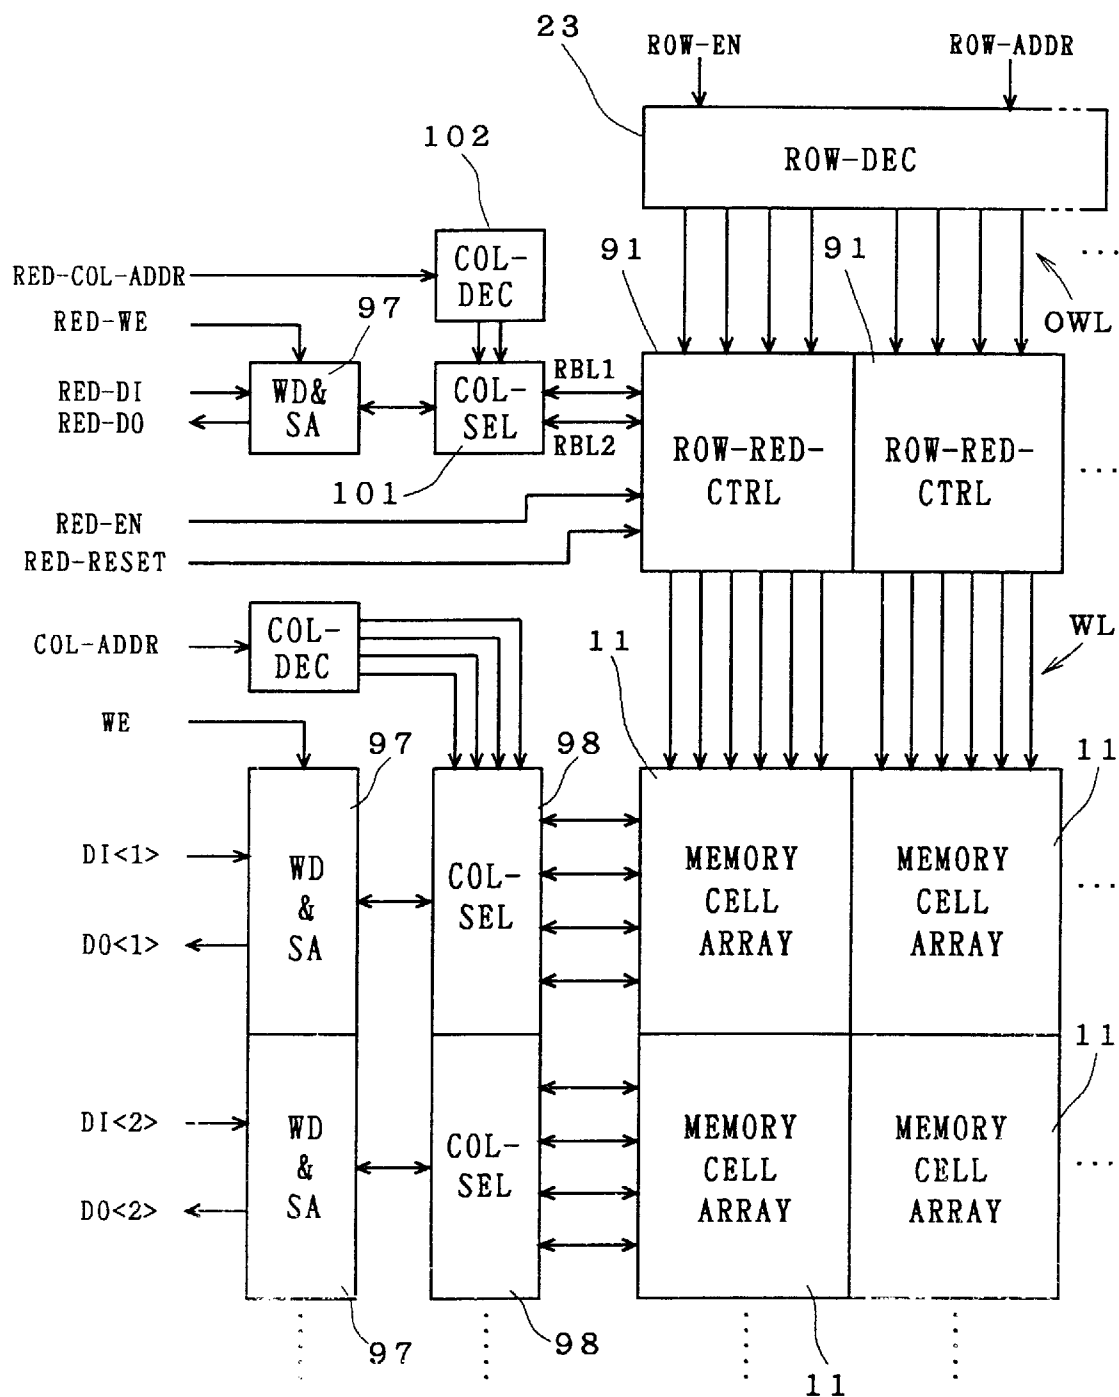 23
ROW-EN
ROW-ADDR
ROW-DEC
102
COL-
DEC
91
91
...
OWL
RED-COL-ADDR
RED-WE
97
RED-DI
RED-DO
WD&
SA
COL-
SEL
RBL1
RBL2
101
ROW-RED-
CTRL
ROW-RED-
CTRL
...
RED-EN
RED-RESET
COL-ADDR
COL-
DEC
WE
WL
11
97
98
11
DI<1>
DO<1>
WD
&
SA
COL-
SEL
MEMORY
CELL
ARRAY
MEMORY
CELL
ARRAY
...
11
DI<2>
DO<2>
WD
&
SA
COL-
SEL
MEMORY
CELL
ARRAY
MEMORY
CELL
ARRAY
...
97
98
11